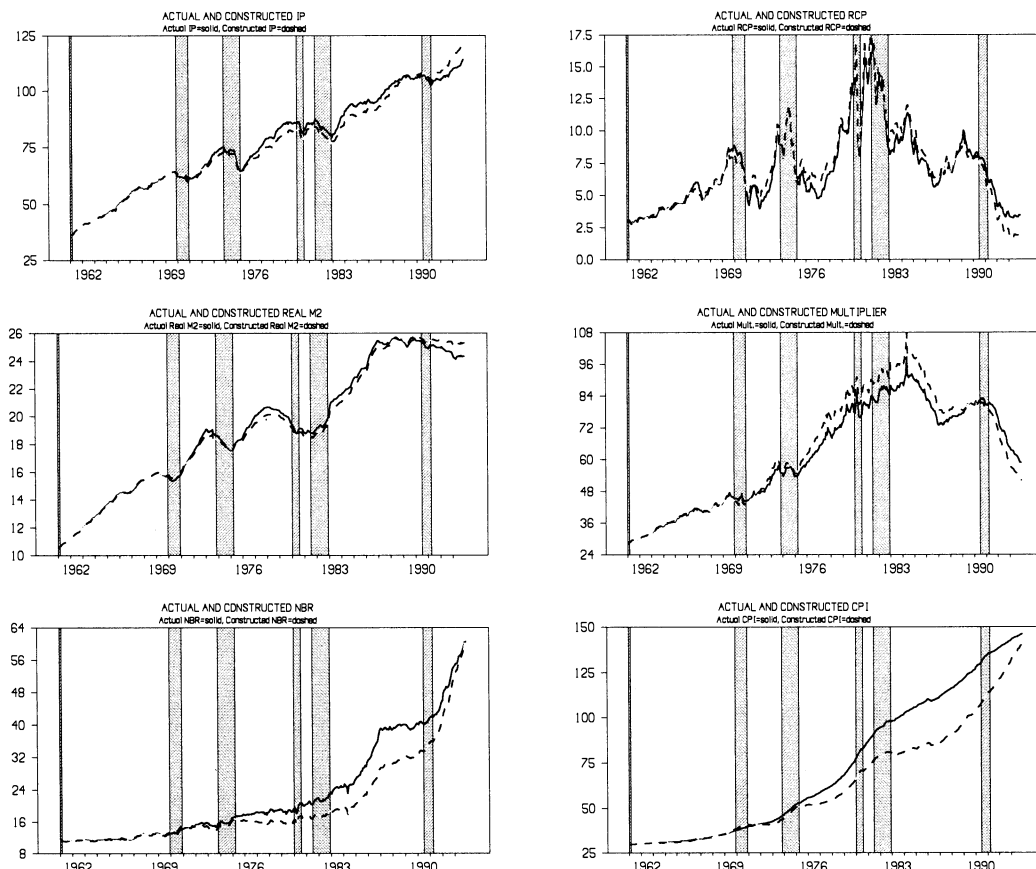 ACTUAL AND CONSTRUCTED IP
Actual IP=solid, Constructed IP=dashed
125
100
75
50
25
1962 1969 1976 1983 1990
ACTUAL AND CONSTRUCTED RCP
Actual RCP=solid, Constructed RCP=dashed
17.5
15.0
12.5
10.0
7.5
5.0
2.5
0.0
1962 1969 1976 1983 1990
ACTUAL AND CONSTRUCTED REAL M2
Actual Real M2=solid, Constructed Real M2=dashed
26
24
22
20
18
16
14
12
10
1962 1969 1976 1983 1990
ACTUAL AND CONSTRUCTED MULTIPLIER
Actual Mult.=solid, Constructed Mult.=dashed
108
96
84
72
60
48
36
24
1962 1969 1976 1983 1990
ACTUAL AND CONSTRUCTED NBR
Actual NBR=solid, Constructed NBR=dashed
64
56
48
40
32
24
16
8
1962 1969 1976 1983 1990
ACTUAL AND CONSTRUCTED CPI
Actual CPI=solid, Constructed CPI=dashed
150
125
100
75
50
25
1962 1969 1976 1983 1990